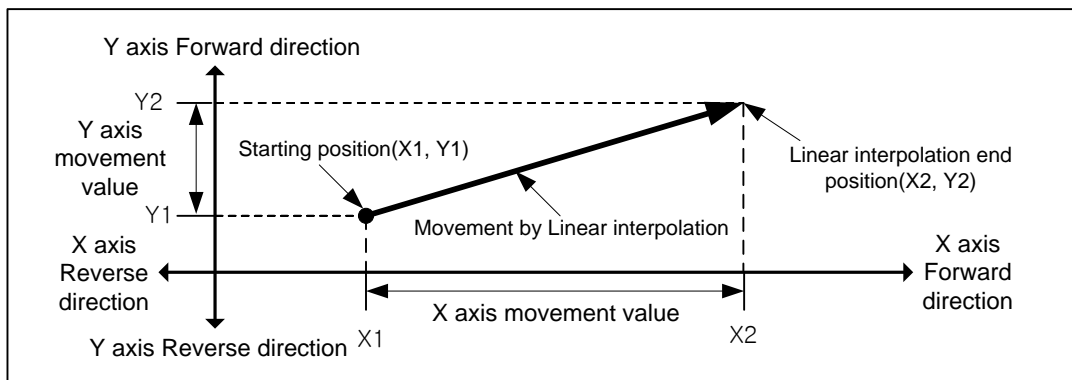 Y axis Forward direction
Y2
Y axis
movement
value
Starting position(X1, Y1)
Linear interpolation end
position(X2, Y2)
Y1
Movement by Linear interpolation
X axis
Reverse
direction
X axis
Forward
direction
X axis movement value
X1
X2
Y axis Reverse direction